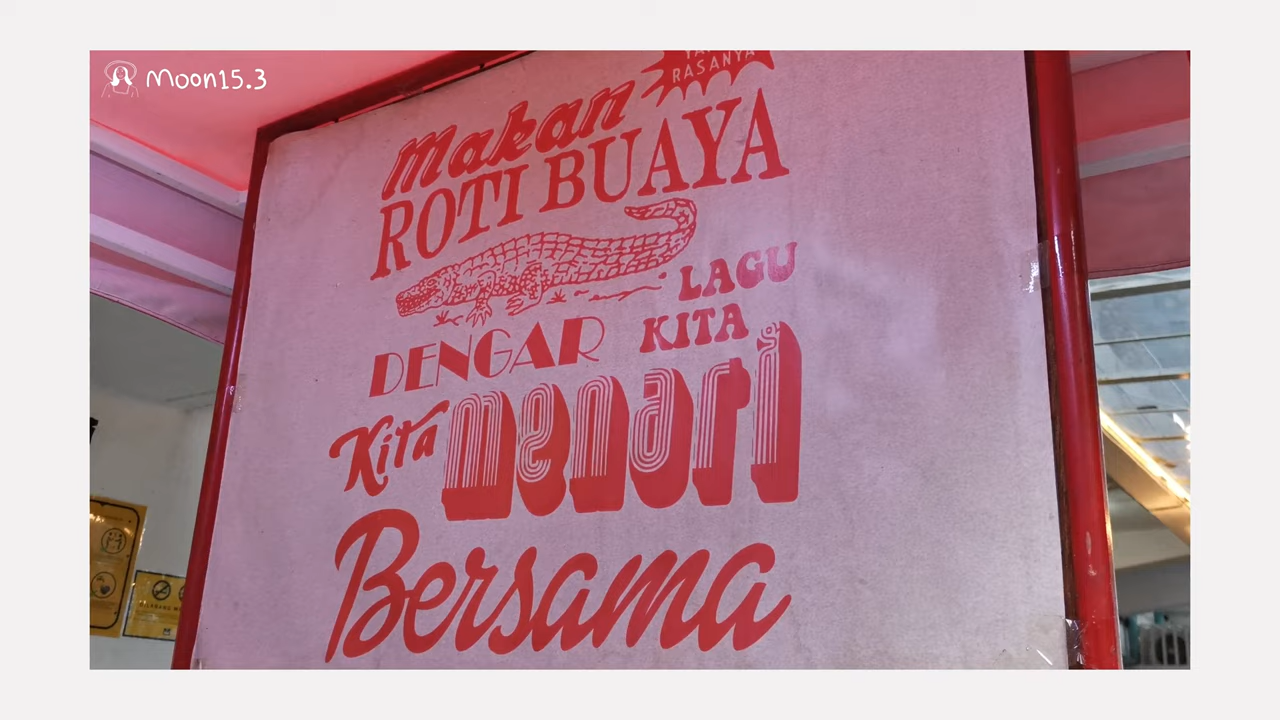 Moon15.3
RASANYA
Makan
ROTI BUAYA
LAGU
DENGAR KITA
Kita menari
Bersama